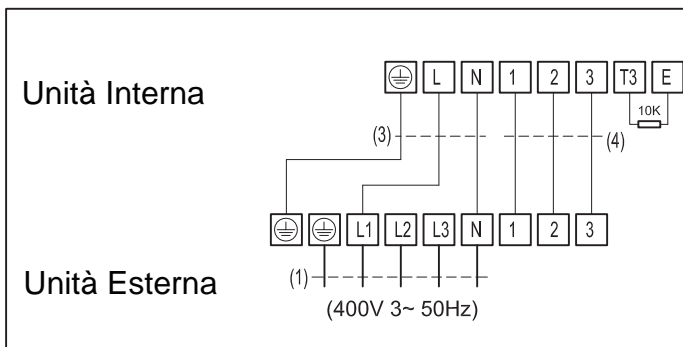 Unità Interna
L N 1 2 3 T3 E
10K
(3) (4)
L1 L2 L3 N 1 2 3
Unità Esterna
(1)
(400V 3~ 50Hz)